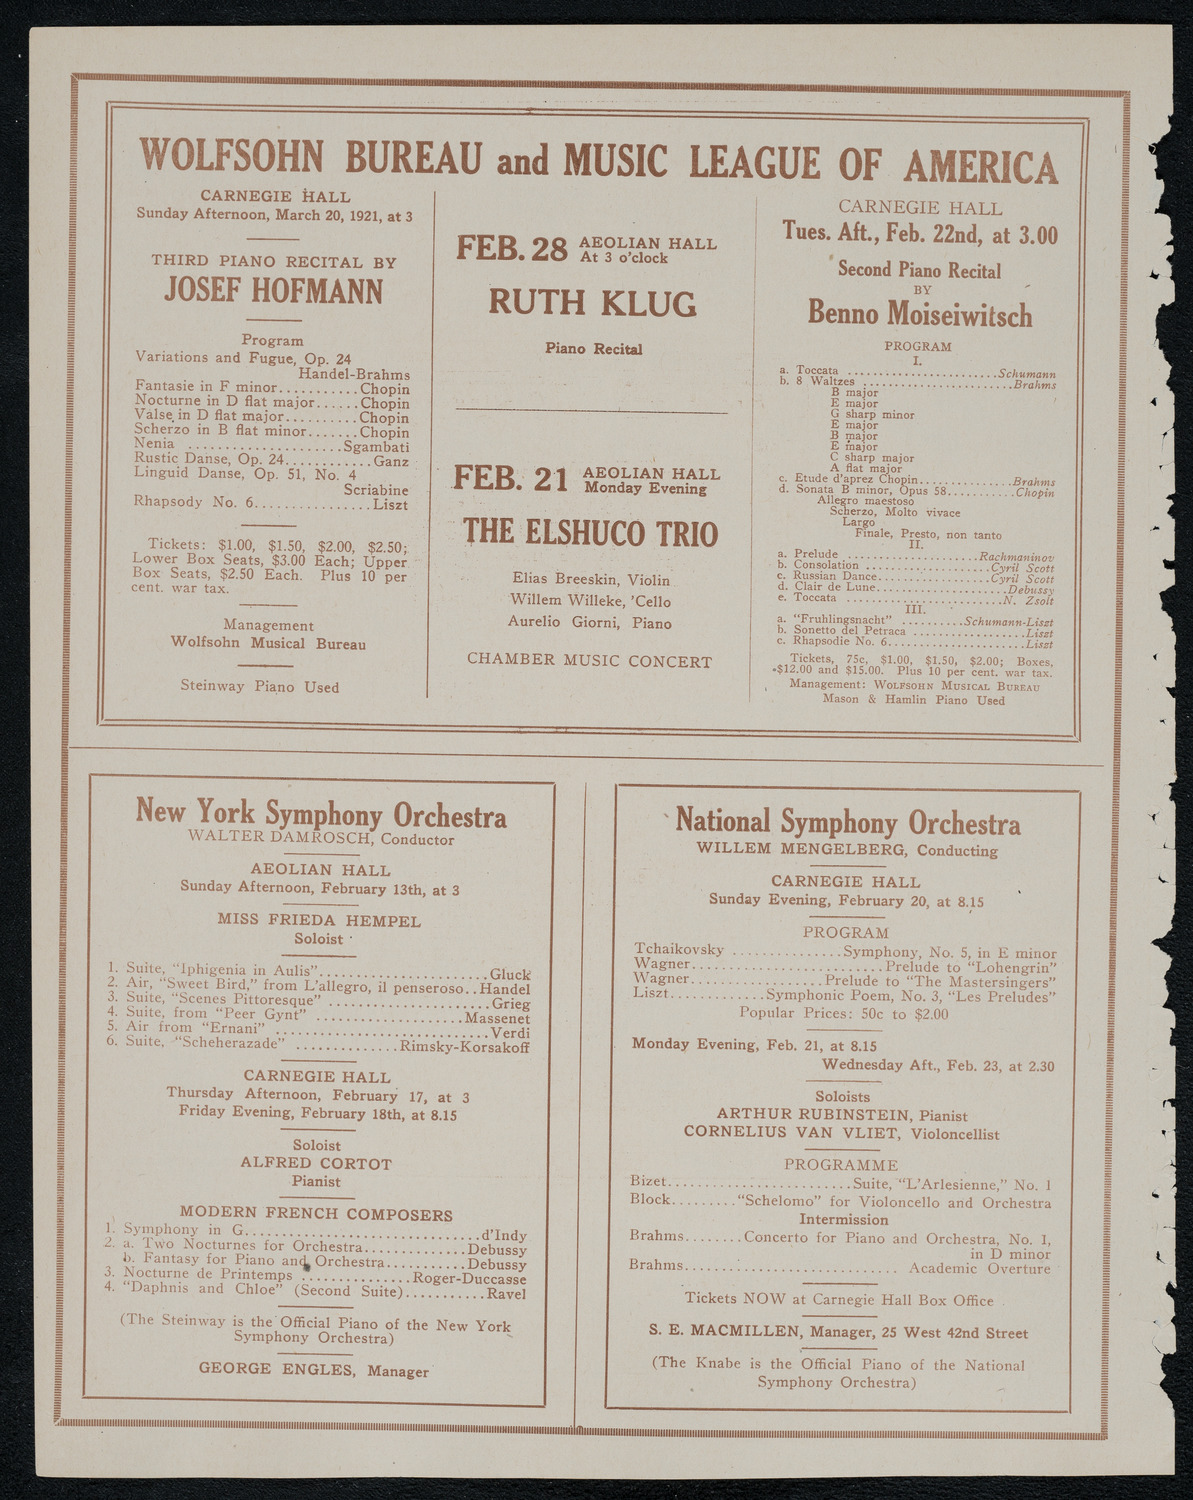 WOLFSOHN BUREAU and MUSIC LEAGUE OF AMERICA
CARNEGIE HALL
Sunday Afternoon, March 20, 1921, at 3
THIRD PIANO RECITAL BY
JOSEF HOFMANN
Program
Variations and Fugue, Op. 24
Handel-Brahms
Fantasie in F minor...........Chopin
Nocturne in D flat major......Chopin
Valse in D flat major..........Chopin
Scherzo in B flat minor.......Chopin
Nenia .....................Sgambati
Rustic Danse, Op. 24............Ganz
Linguid Danse, Op. 51, No. 4
Scriabine
Rhapsody No. 6................Liszt
Tickets: $1.00, $1.50, $2.00, $2.50;
Lower Box Seats, $3.00 Each; Upper
Box Seats, $2.50 Each. Plus 10 per
cent. war tax.
Management
Wolfsohn Musical Bureau
Steinway Piano Used
FEB. 28 AEOLIAN HALL
At 3 o'clock
RUTH KLUG
Piano Recital
FEB. 21 AEOLIAN HALL
Monday Evening
THE ELSHUCO TRIO
Elias Breeskin, Violin
Willem Willeke, 'Cello
Aurelio Giorni, Piano
CHAMBER MUSIC CONCERT
CARNEGIE HALL
Tues. Aft., Feb. 22nd, at 3.00
Second Piano Recital
BY
Benno Moiseiwitsch
PROGRAM
I.
a. Toccata .........................Schumann
b. 8 Waltzes ......................Brahms
B major
E major
G sharp minor
E major
B major
E major
C sharp major
A flat major
c. Etude d'aprez Chopin..............Brahms
d. Sonata B minor, Opus 58..........Chopin
Allegro maestoso
Scherzo, Molto vivace
Largo
Finale, Presto, non tanto
II.
a. Prelude ...................Rachmaninov
b. Consolation ..................Cyril Scott
c. Russian Dance................Cyril Scott
d. Clair de Lune....................Debussy
e. Toccata .......................N. Zsolt
III.
a. "Fruhlingsnacht" ..........Schumann-Liszt
b. Sonetto del Petraca .................Liszt
c. Rhapsodie No. 6.....................Liszt
Tickets, 75c, $1.00, $1.50, $2.00; Boxes,
$12.00 and $15.00. Plus 10 per cent. war tax.
Management: WOLFSOHN MUSICAL BUREAU
Mason & Hamlin Piano Used
New York Symphony Orchestra
WALTER DAMROSCH, Conductor
AEOLIAN HALL
Sunday Afternoon, February 13th, at 3
MISS FRIEDA HEMPEL
Soloist
1. Suite, "Iphigenia in Aulis".......................Gluck
2. Air, "Sweet Bird," from L'allegro, il penseroso..Handel
3. Suite, "Scenes Pittoresque" ......................Grieg
4. Suite, from "Peer Gynt" ....................Massenet
5. Air from "Ernani" .............................Verdi
6. Suite, "Scheherazade" ..............Rimsky-Korsakoff
CARNEGIE HALL
Thursday Afternoon, February 17, at 3
Friday Evening, February 18th, at 8.15
Soloist
ALFRED CORTOT
Pianist
MODERN FRENCH COMPOSERS
1. Symphony in G................................d'Indy
2. a. Two Nocturnes for Orchestra..............Debussy
b. Fantasy for Piano and Orchestra...........Debussy
3. Nocturne de Printemps ...............Roger-Duccasse
4. "Daphnis and Chloe" (Second Suite)...........Ravel
(The Steinway is the Official Piano of the New York
Symphony Orchestra)
GEORGE ENGLES, Manager
National Symphony Orchestra
WILLEM MENGELBERG, Conducting
CARNEGIE HALL
Sunday Evening, February 20, at 8.15
PROGRAM
Tchaikovsky ...............Symphony, No. 5, in E minor
Wagner..........................Prelude to "Lohengrin"
Wagner..................Prelude to "The Mastersingers"
Liszt.............Symphonic Poem, No. 3, "Les Preludes"
Popular Prices: 50c to $2.00
Monday Evening, Feb. 21, at 8.15
Wednesday Aft., Feb. 23, at 2.30
Soloists
ARTHUR RUBINSTEIN, Pianist
CORNELIUS VAN VLIET, Violoncellist
PROGRAMME
Bizet.........................Suite, "L'Arlesienne," No. 1
Block.........."Schelomo" for Violoncello and Orchestra
Intermission
Brahms........Concerto for Piano and Orchestra, No. 1,
in D minor
Brahms............................. Academic Overture
Tickets NOW at Carnegie Hall Box Office
S. E. MACMILLEN, Manager, 25 West 42nd Street
(The Knabe is the Official Piano of the National
Symphony Orchestra)